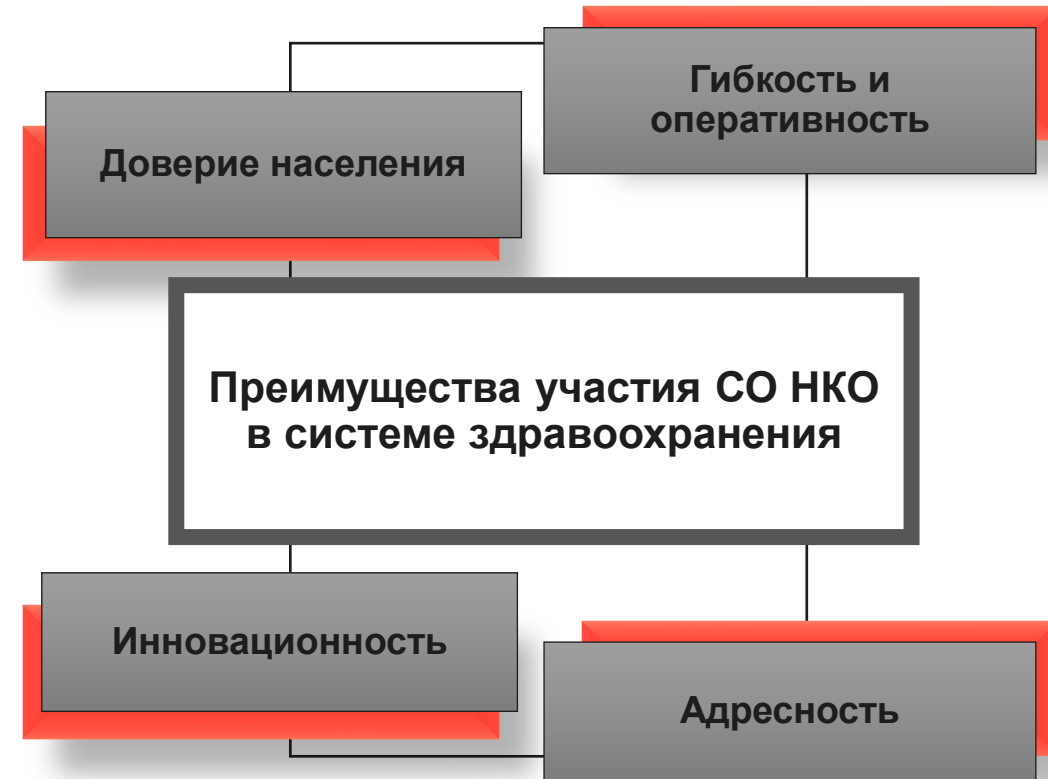 Гибкость и
оперативность
Доверие населения
Преимущества участия СО НКО
в системе здравоохранения
Инновационность
Адресность